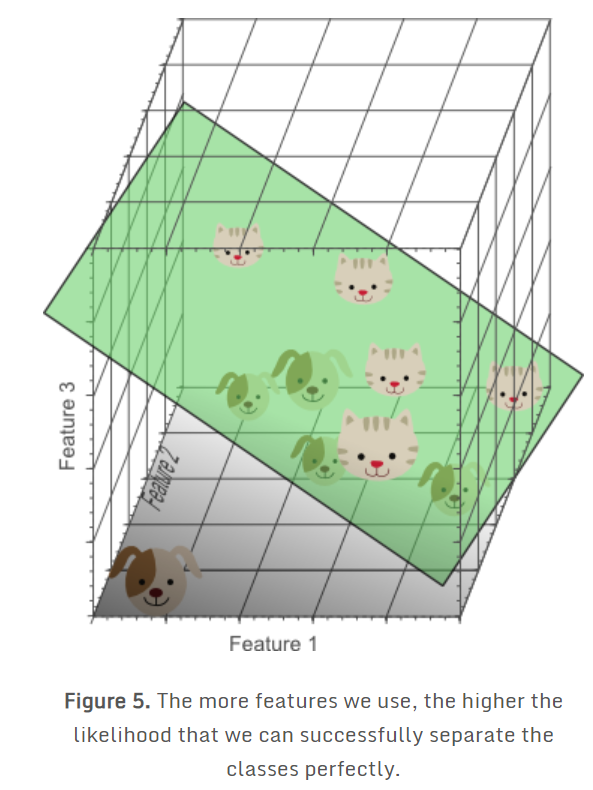 Feature 3
Feature 2
Feature 1
Figure 5. The more features we use, the higher the
likelihood that we can successfully separate the
classes perfectly.